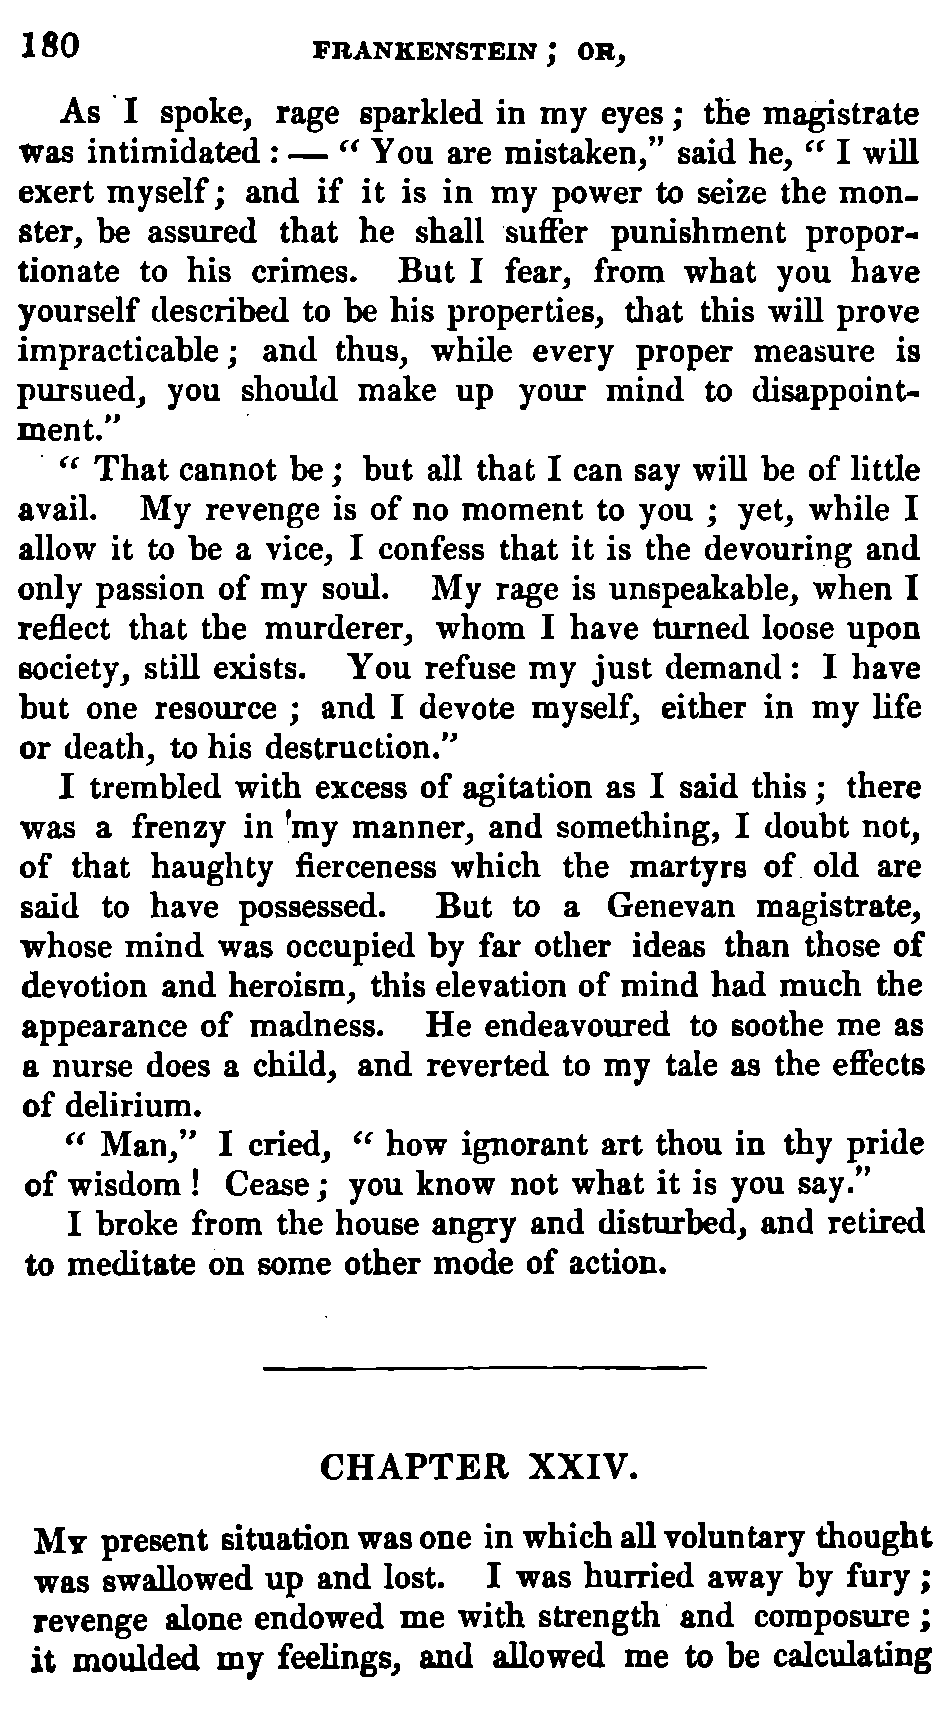 180 FRANKENSTEIN ; OR,
As I spoke, rage sparkled in my eyes ; the magistrate
was intimidated : — “ You are mistaken,” said he, “ I will
exert myself ; and if it is in my power to seize the mon-
ster, be assured that he shall suffer punishment propor-
tionate to his crimes. But I fear, from what you have
yourself described to be his properties, that this will prove
impracticable ; and thus, while every proper measure is
pursued, you should make up your mind to disappoint-
ment.”
“ That cannot be ; but all that I can say will be of little
avail. My revenge is of no moment to you ; yet, while I
allow it to be a vice, I confess that it is the devouring and
only passion of my soul. My rage is unspeakable, when I
reflect that the murderer, whom I have turned loose upon
society, still exists. You refuse my just demand : I have
but one resource ; and I devote myself, either in my life
or death, to his destruction.”
I trembled with excess of agitation as I said this ; there
was a frenzy in my manner, and something, I doubt not,
of that haughty fierceness which the martyrs of old are
said to have possessed. But to a Genevan magistrate,
whose mind was occupied by far other ideas than those of
devotion and heroism, this elevation of mind had much the
appearance of madness. He endeavoured to soothe me as
a nurse does a child, and reverted to my tale as the effects
of delirium.
“ Man,” I cried, “ how ignorant art thou in thy pride
of wisdom ! Cease ; you know not what it is you say.”
I broke from the house angry and disturbed, and retired
to meditate on some other mode of action.
CHAPTER XXIV.
MY present situation was one in which all voluntary thought
was swallowed up and lost. I was hurried away by fury ;
revenge alone endowed me with strength and composure ;
it moulded my feelings, and allowed me to be calculating